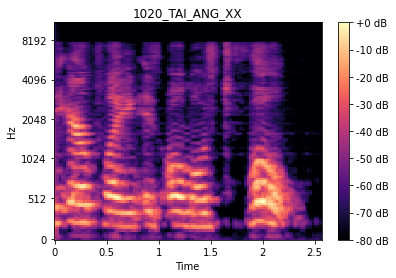 1020_TAI_ANG_XX
+0 dB
8192
-10 dB
4096
-20 dB
-30 dB
2048
-40 dB
Hz
1024
-50 dB
-60 dB
512
-70 dB
0
-80 dB
0 0.5 1 1.5 2 2.5
Time